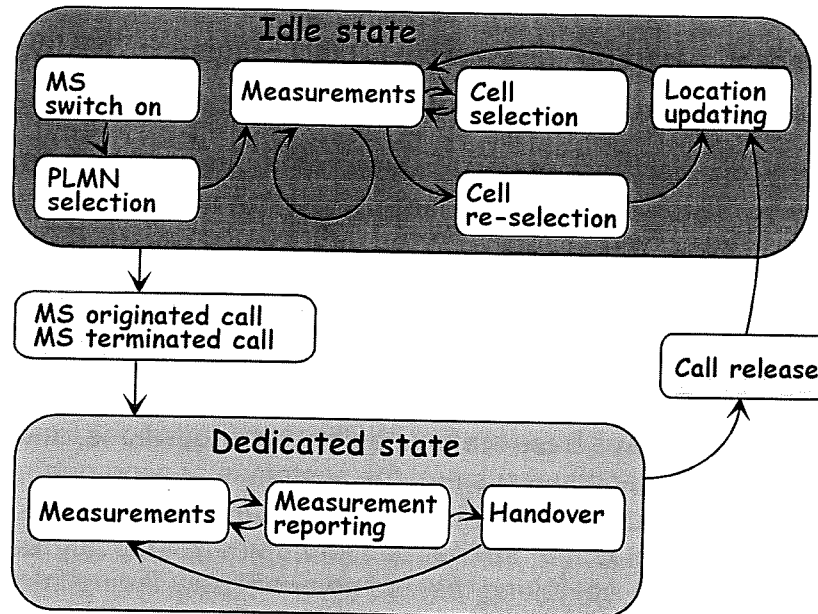 Idle state
MS
switch on
Measurements
Cell
selection
Location
updating
PLMN
selection
Cell
re-selection
MS originated call
MS terminated call
Call release
Dedicated state
Measurements
Measurement
reporting
Handover